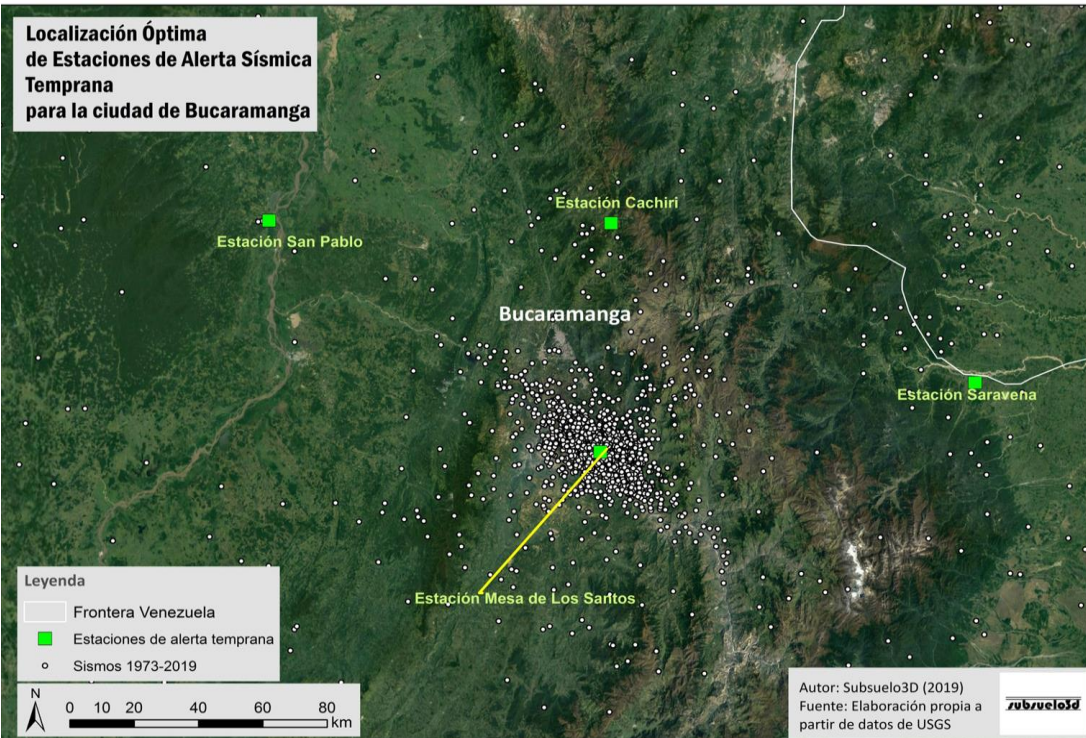 Localización Óptima
de Estaciones de Alerta Sísmica
Temprana
para la ciudad de Bucaramanga
Estación Cachiri
Estación San Pablo
Bucaramanga
Estación Saravena
Estación Mesa de Los Santos
Leyenda
Frontera Venezuela
Estaciones de alerta temprana
Sismos 1973-2019
N
0 10 20 40 60 80
km
Autor: Subsuelo3D (2019)
Fuente: Elaboración propia a
partir de datos de USGS
subsuelo3d